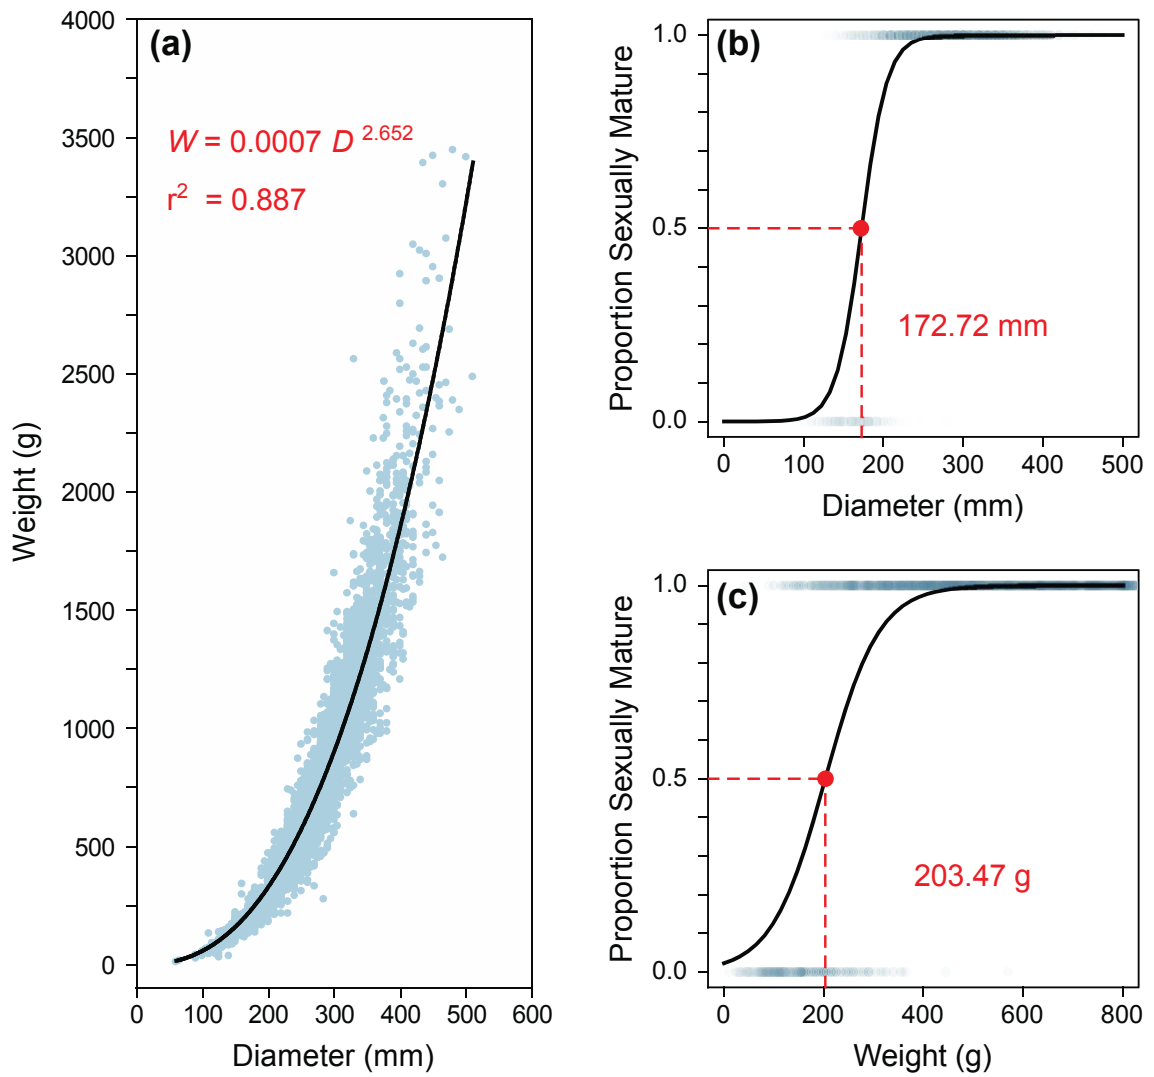 (a)
W = 0.0007 D 2.652
r2 = 0.887
4000
3500
3000
2500
2000
1500
1000
500
0
Weight (g)
0 100 200 300 400 500 600
Diameter (mm)
(b)
1.0
0.5
0.0
Proportion Sexually Mature
172.72 mm
0 100 200 300 400 500
Diameter (mm)
(c)
1.0
0.5
0.0
Proportion Sexually Mature
203.47 g
0 200 400 600 800
Weight (g)